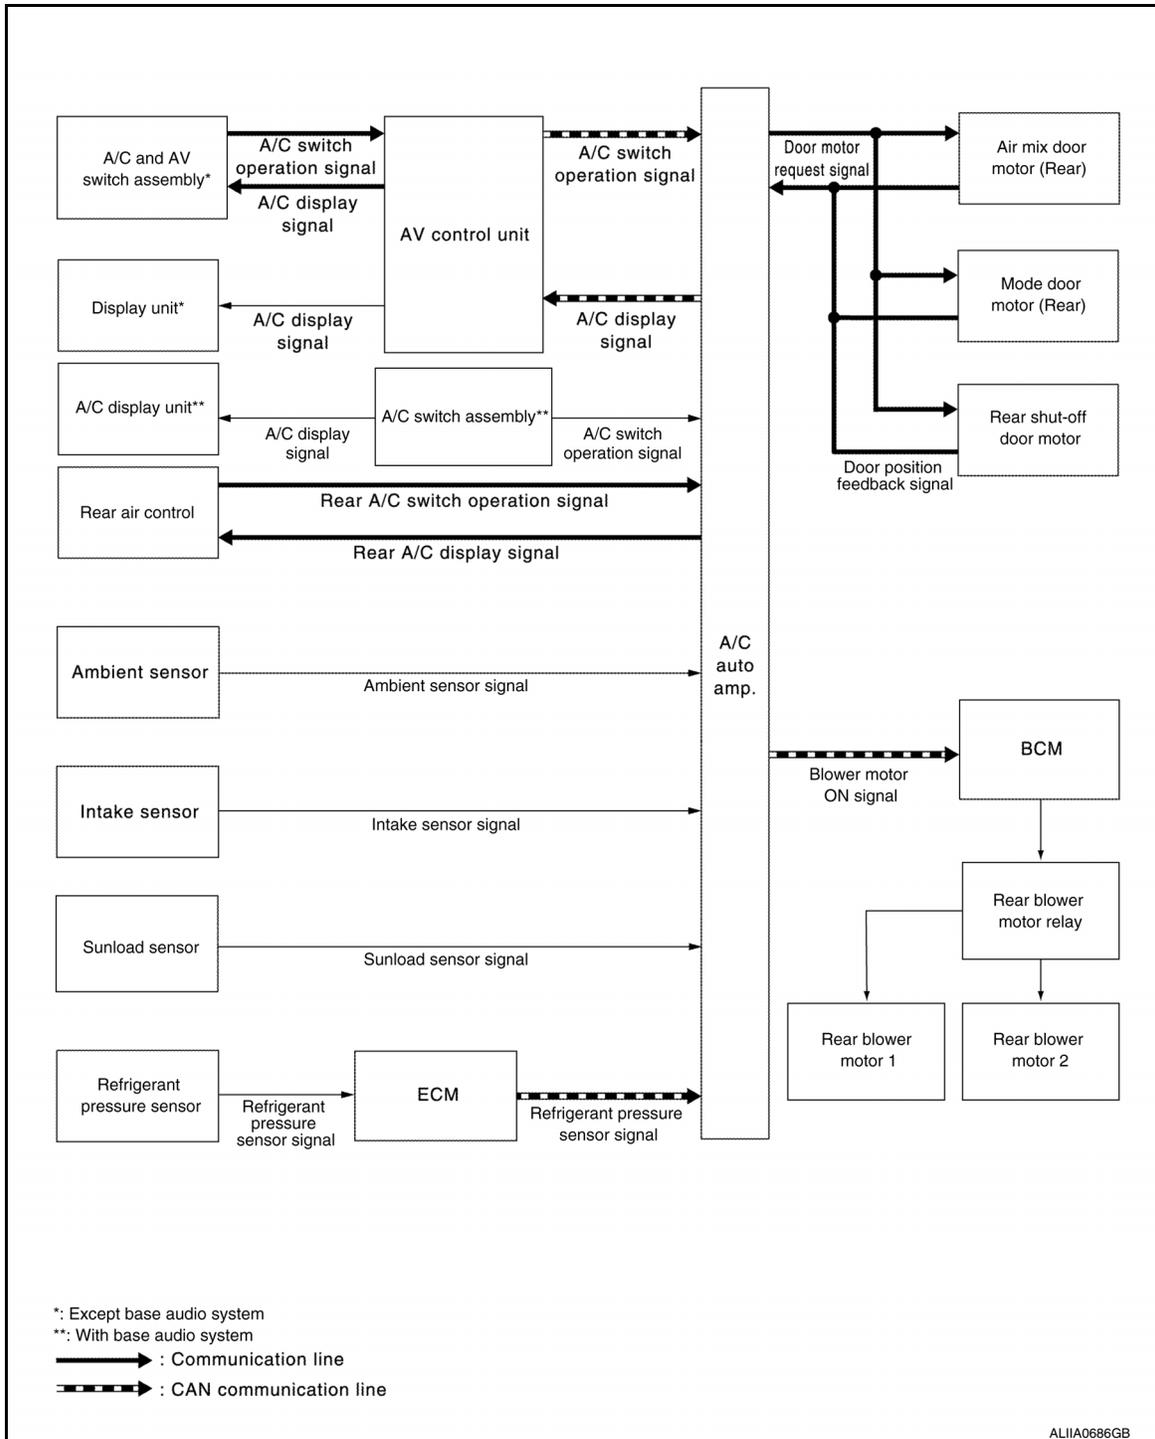 A/C and AV
switch assembly*
A/C switch
operation signal
A/C display
signal
AV control unit
A/C switch
operation signal
A/C display
signal
Display unit*
A/C display
signal
A/C display unit**
A/C display
signal
A/C switch assembly**
A/C switch
operation signal
Rear air control
Rear A/C switch operation signal
Rear A/C display signal
Ambient sensor
Ambient sensor signal
Intake sensor
Intake sensor signal
Sunload sensor
Sunload sensor signal
Refrigerant
pressure sensor
Refrigerant
pressure
sensor signal
ECM
Refrigerant pressure
sensor signal
A/C
auto
amp.
Door motor
request signal
Air mix door
motor (Rear)
Mode door
motor (Rear)
Rear shut-off
door motor
Door position
feedback signal
Blower motor
ON signal
BCM
Rear blower
motor relay
Rear blower
motor 1
Rear blower
motor 2
*: Except base audio system
**: With base audio system
: Communication line
: CAN communication line
ALIIA0686GB